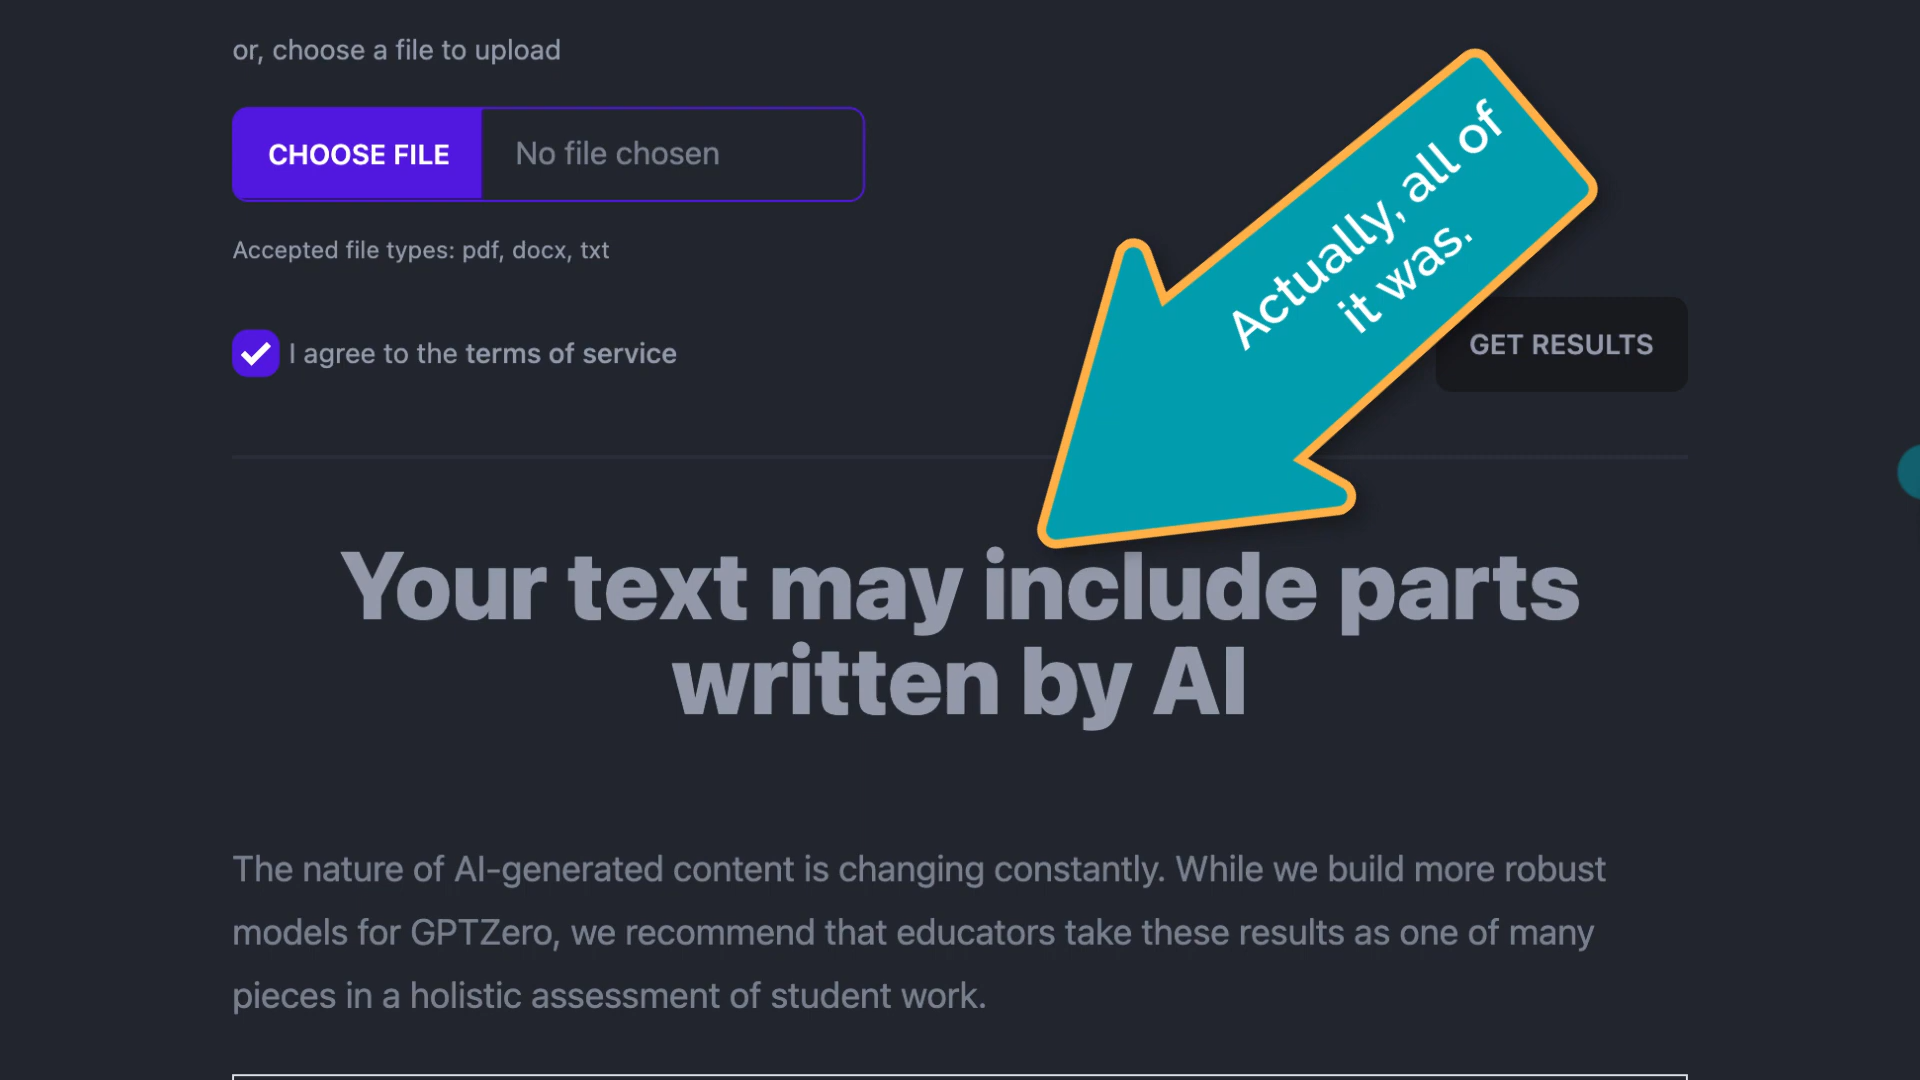 or, choose a file to upload
CHOOSE FILE
No file chosen
Accepted file types: pdf, docx, txt
I agree to the terms of service
GET RESULTS
Actually, all of
it was.
Your text may include parts
written by AI
The nature of AI-generated content is changing constantly. While we build more robust
models for GPTZero, we recommend that educators take these results as one of many
pieces in a holistic assessment of student work.